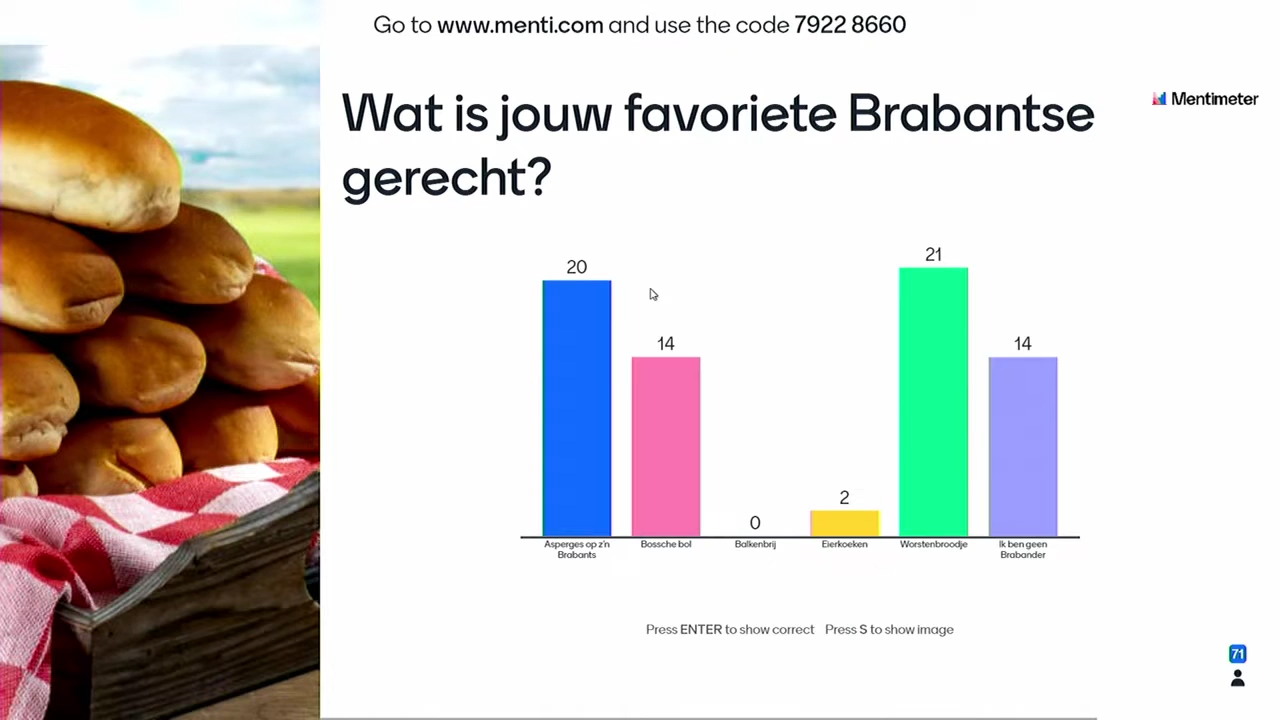 Go to www.menti.com and use the code 7922 8660
Wat is jouw favoriete Brabantse
gerecht?
Mentimeter
20
14
0
2
21
14
Asperges op z'n
Brabants
Bossche bol
Balkenbrij
Eierkoeken
Worstenbroodje
Ik ben geen
Brabander
Press ENTER to show correct Press S to show image
71